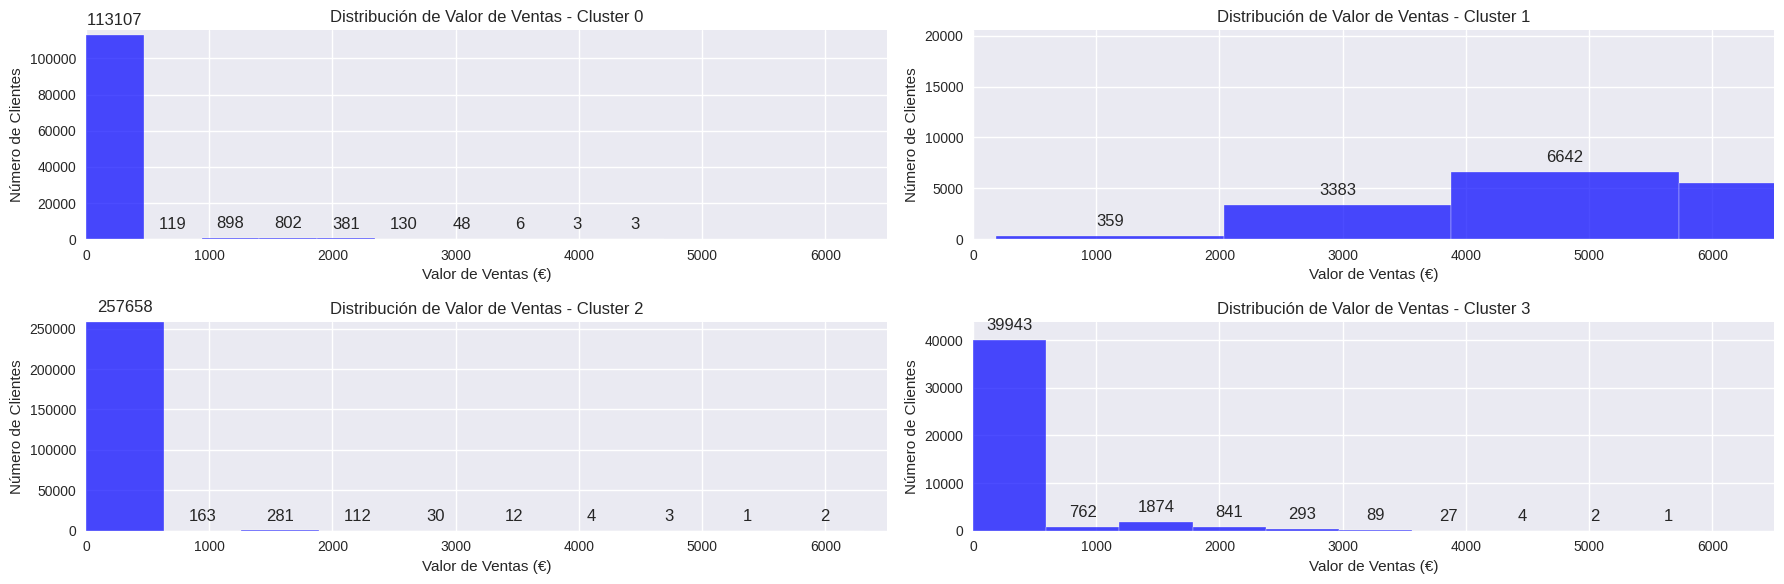 Distribución de Valor de Ventas - Cluster 0
Número de Clientes
100000
80000
60000
40000
20000
0
113107
119 898 802 381 130 48 6 3 3
0 1000 2000 3000 4000 5000 6000
Valor de Ventas (€)
Distribución de Valor de Ventas - Cluster 1
Número de Clientes
20000
15000
10000
5000
0
359 3383 6642
0 1000 2000 3000 4000 5000 6000
Valor de Ventas (€)
Distribución de Valor de Ventas - Cluster 2
Número de Clientes
250000
200000
150000
100000
50000
0
257658
163 281 112 30 12 4 3 1 2
0 1000 2000 3000 4000 5000 6000
Valor de Ventas (€)
Distribución de Valor de Ventas - Cluster 3
Número de Clientes
40000
30000
20000
10000
0
39943
762 1874 841 293 89 27 4 2 1
0 1000 2000 3000 4000 5000 6000
Valor de Ventas (€)